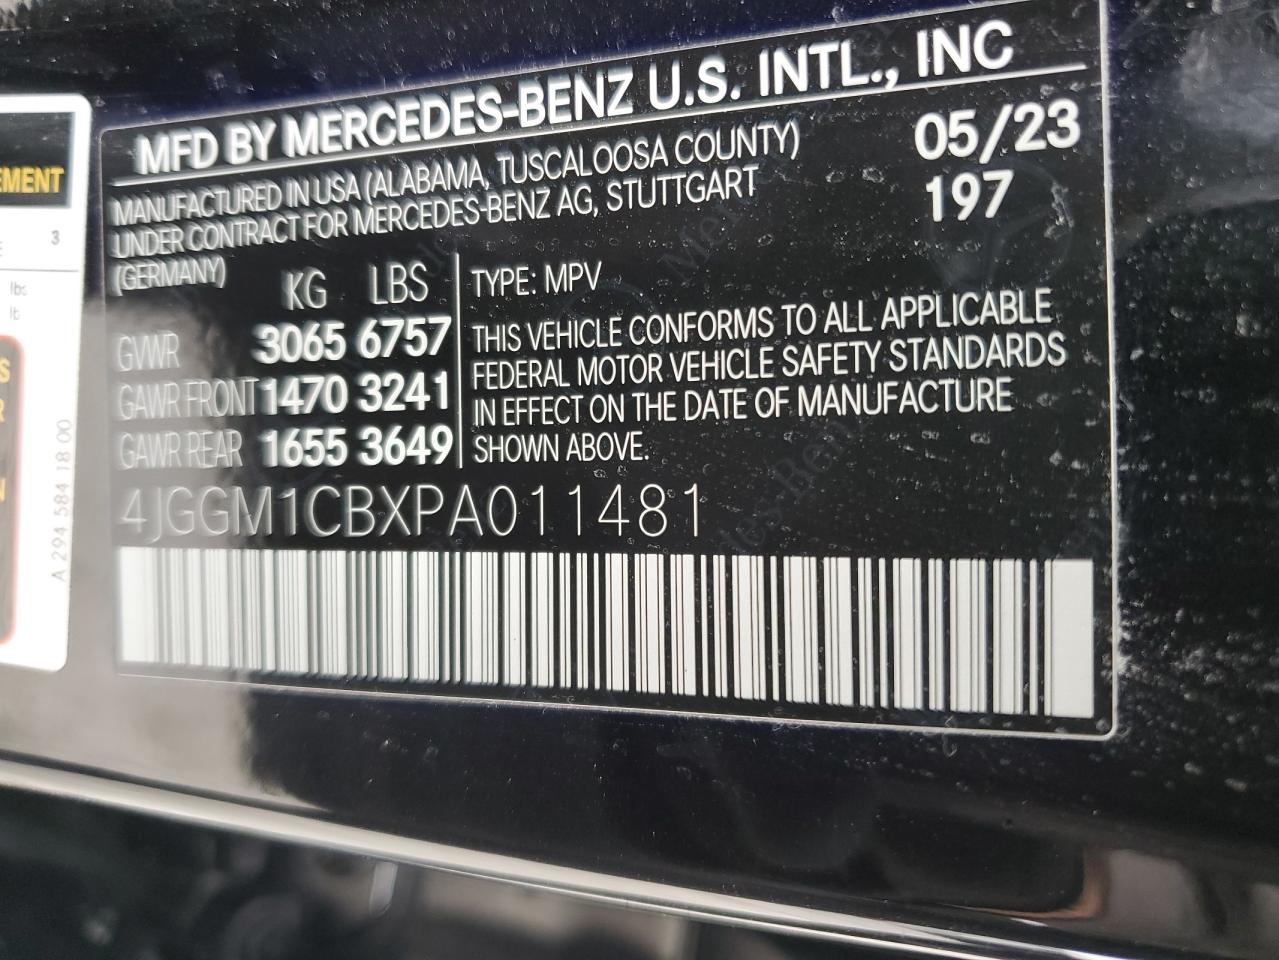 MFD BY MERCEDES-BENZ U.S. INTL., INC
MANUFACTURED IN USA (ALABAMA, TUSCALOOSA COUNTY)
UNDER CONTRACT FOR MERCEDES-BENZ AG, STUTTGART
(GERMANY)
05/23
197
KG LBS
GVWR 3065 6757
GAWR FRONT 1470 3241
GAWR REAR 1655 3649
TYPE: MPV
THIS VEHICLE CONFORMS TO ALL APPLICABLE
FEDERAL MOTOR VEHICLE SAFETY STANDARDS
IN EFFECT ON THE DATE OF MANUFACTURE
SHOWN ABOVE.
4JGGM1CBXPA011481
3
lbs
lb
A 294 584 18 00